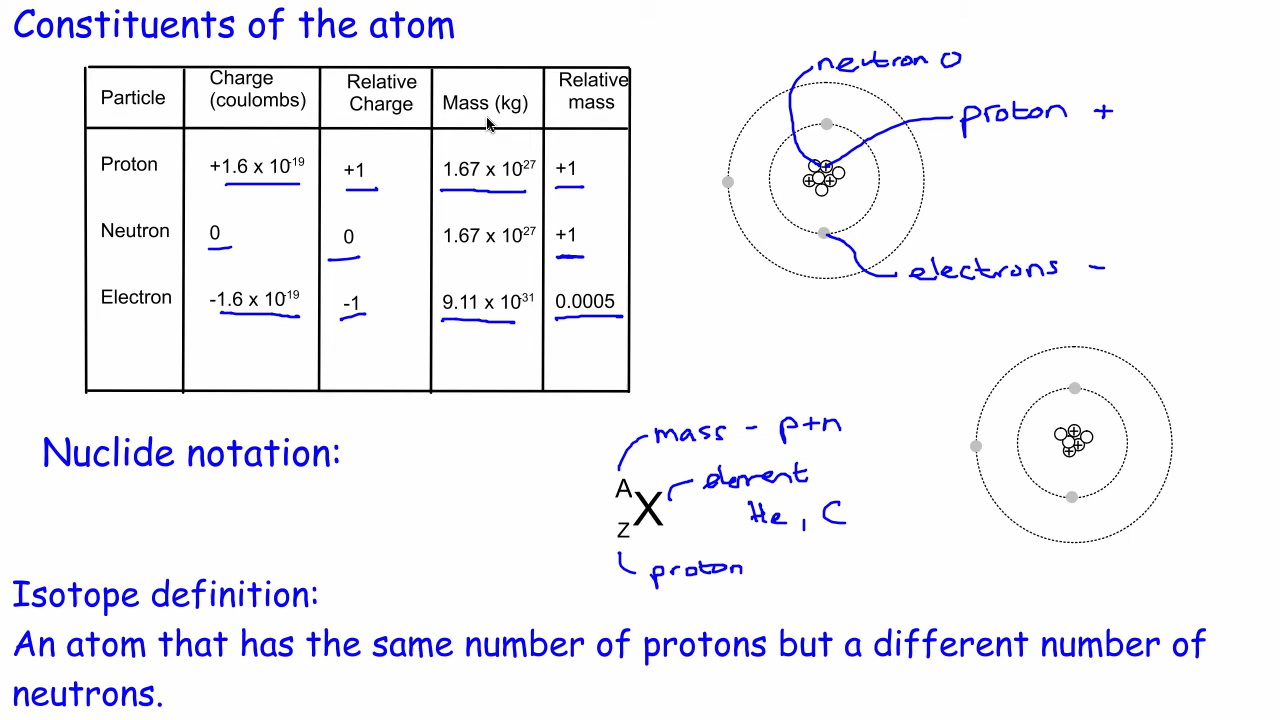 Constituents of the atom
Particle
Charge
(coulombs)
Relative
Charge
Mass (kg)
Relative
mass
Proton
+1.6 x 10⁻¹⁹
+1
1.67 x 10⁻²⁷
+1
Neutron
0
0
1.67 x 10⁻²⁷
+1
Electron
-1.6 x 10⁻¹⁹
-1
9.11 x 10⁻³¹
0.0005
neutron 0
proton +
electrons -
Nuclide notation:
mass - p+n
A
X
Z
element
He, C
proton
Isotope definition:
An atom that has the same number of protons but a different number of
neutrons.